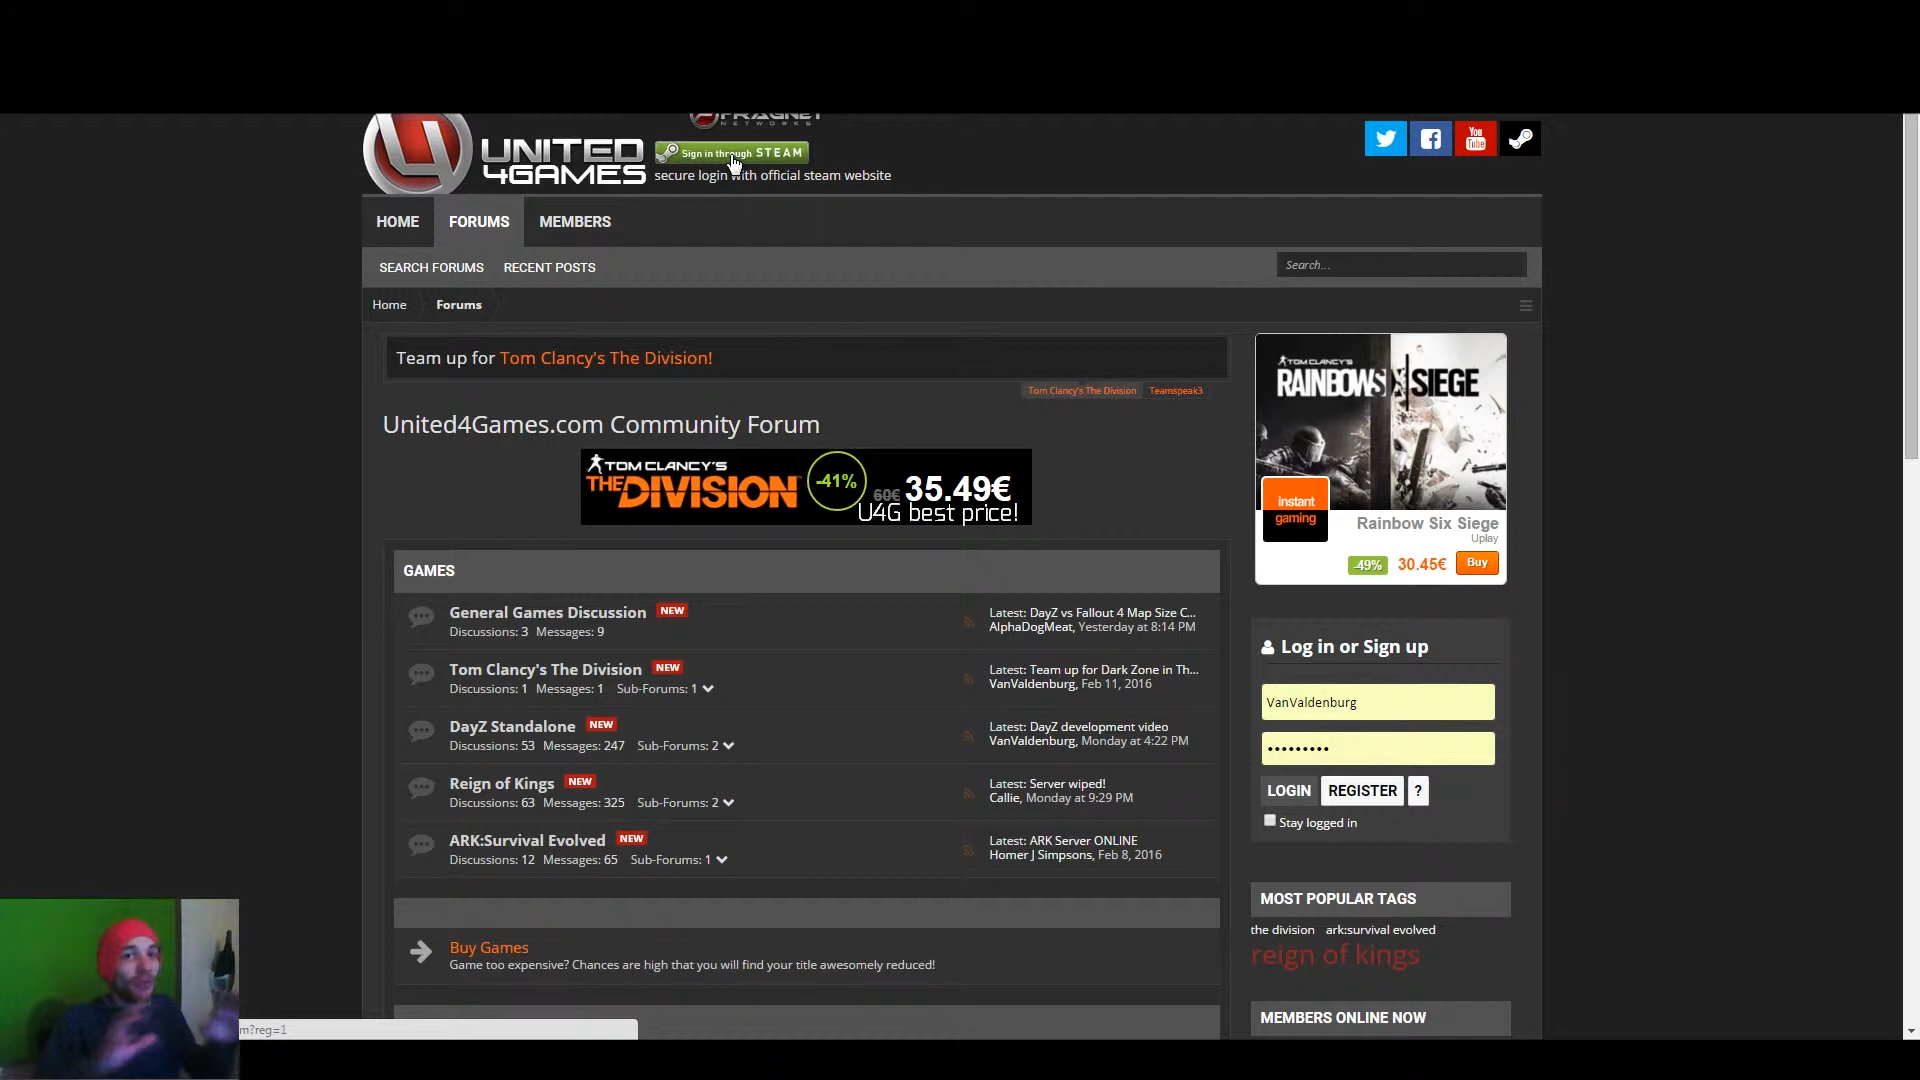 NETWORKS
UNITED
4GAMES
Sign in through STEAM
secure login with official steam website
You
Tube
HOME FORUMS MEMBERS
SEARCH FORUMS RECENT POSTS
Search...
Home Forums
Team up for Tom Clancy's The Division!
Tom Clancy's The Division Teamspeak3
United4Games.com Community Forum
TOM CLANCY'S
THE DIVISION
-41%
60€ 35.49€
U4G best price!
TOM CLANCY'S
RAINBOW SIX SIEGE
instant
gaming
Rainbow Six Siege
Uplay
-49% 30.45€ Buy
GAMES
General Games Discussion NEW
Discussions: 3 Messages: 9
Latest: DayZ vs Fallout 4 Map Size C...
AlphaDogMeat, Yesterday at 8:14 PM
Tom Clancy's The Division NEW
Discussions: 1 Messages: 1 Sub-Forums: 1
Latest: Team up for Dark Zone in Th...
VanValdenburg, Feb 11, 2016
DayZ Standalone NEW
Discussions: 53 Messages: 247 Sub-Forums: 2
Latest: DayZ development video
VanValdenburg, Monday at 4:22 PM
Reign of Kings NEW
Discussions: 63 Messages: 325 Sub-Forums: 2
Latest: Server wiped!
Callie, Monday at 9:29 PM
ARK:Survival Evolved NEW
Discussions: 12 Messages: 65 Sub-Forums: 1
Latest: ARK Server ONLINE
Homer J Simpsons, Feb 8, 2016
Buy Games
Game too expensive? Chances are high that you will find your title awesomely reduced!
Log in or Sign up
VanValdenburg
•••••••••
LOGIN REGISTER ?
Stay logged in
MOST POPULAR TAGS
the division ark:survival evolved
reign of kings
MEMBERS ONLINE NOW
m?reg=1